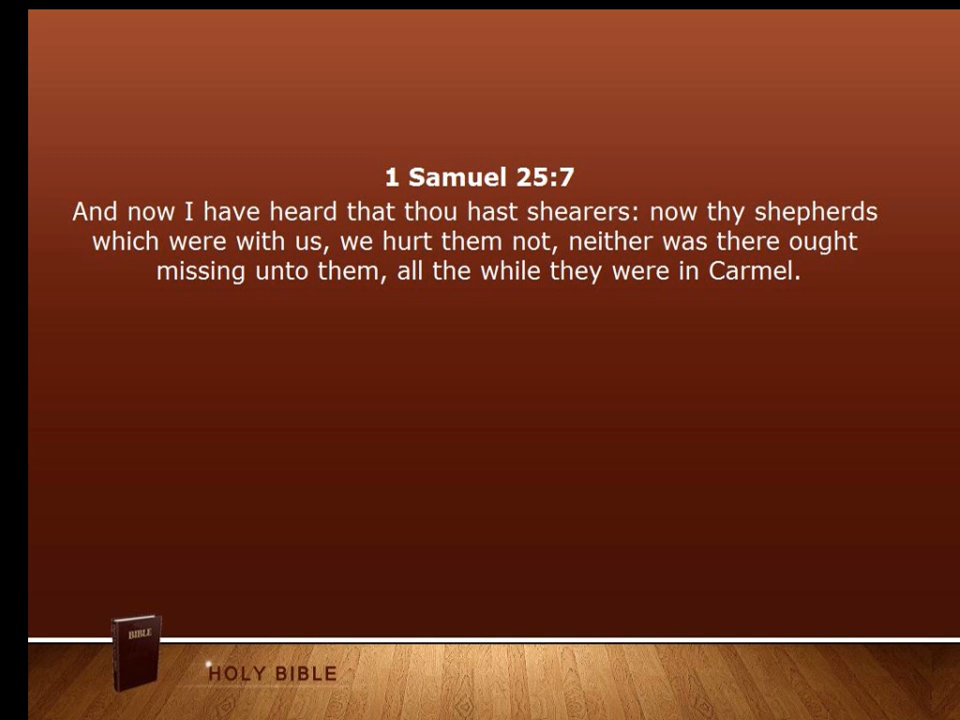 1 Samuel 25:7
And now I have heard that thou hast shearers: now thy shepherds
which were with us, we hurt them not, neither was there ought
missing unto them, all the while they were in Carmel.
BIBLE
HOLY BIBLE